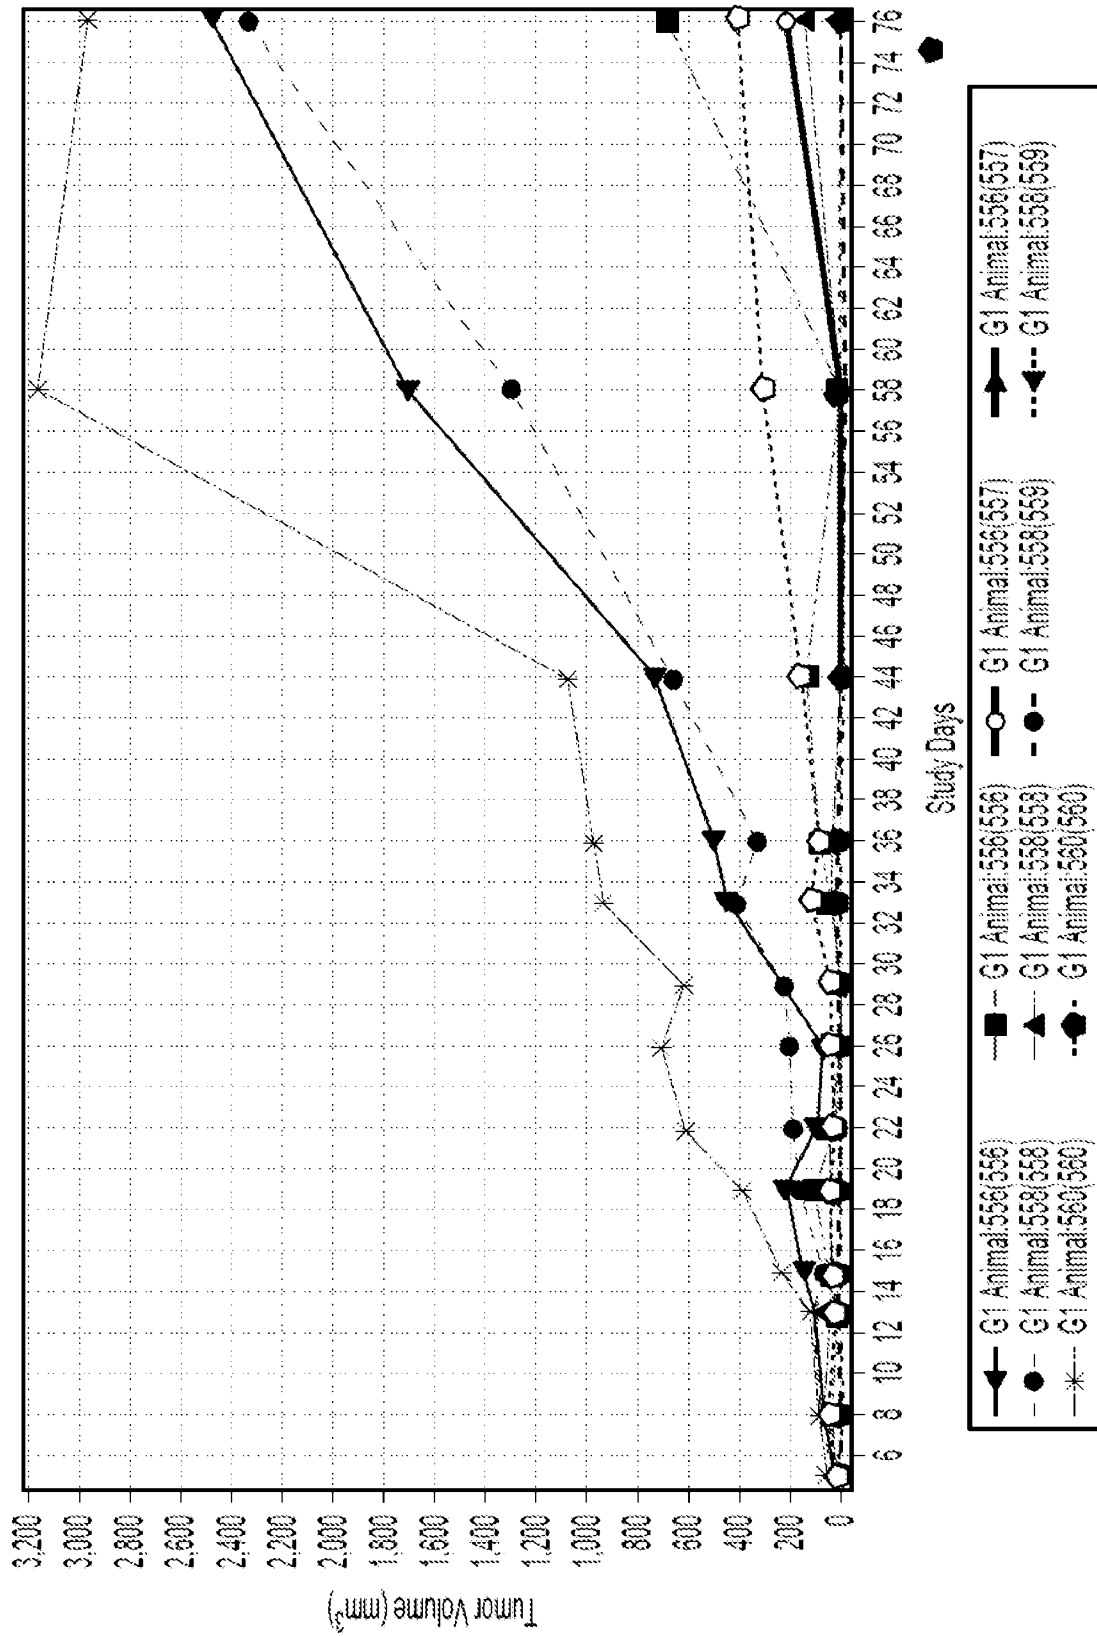 Tumor Volume (mm³)
3,200
3,000
2,800
2,600
2,400
2,200
2,000
1,800
1,600
1,400
1,200
1,000
800
600
400
200
0
6 8 10 12 14 16 18 20 22 24 26 28 30 32 34 36 38 40 42 44 46 48 50 52 54 56 58 60 62 64 66 68 70 72 74 76
Study Days
G1 Animal:556(556) G1 Animal:556(556) G1 Animal:556(557) G1 Animal:556(557)
G1 Animal:558(558) G1 Animal:558(558) G1 Animal:558(559) G1 Animal:558(559)
G1 Animal:560(560) G1 Animal:560(560)